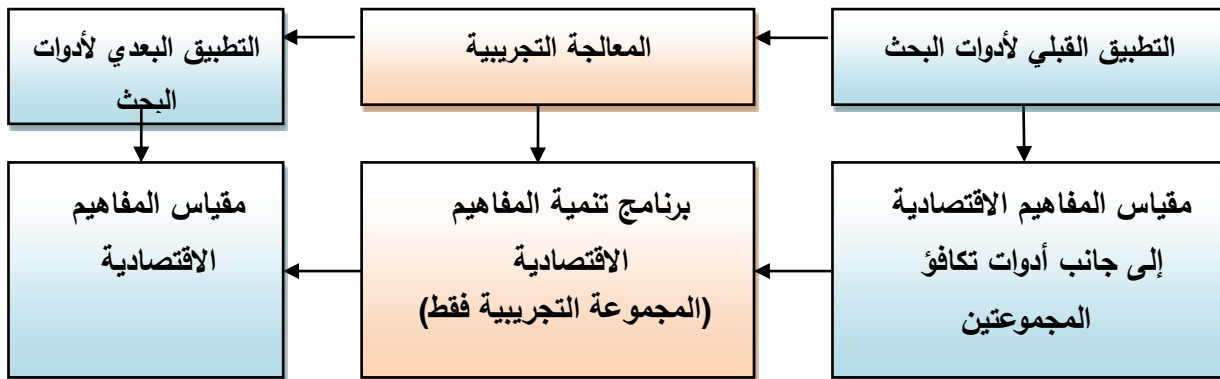 التطبيق القبلي لأدوات البحث
المعالجة التجريبية
التطبيق البعدي لأدوات
البحث
مقياس المفاهيم الاقتصادية
إلى جانب أدوات تكافؤ
المجموعتين
برنامج تنمية المفاهيم
الاقتصادية
(المجموعة التجريبية فقط)
مقياس المفاهيم
الاقتصادية